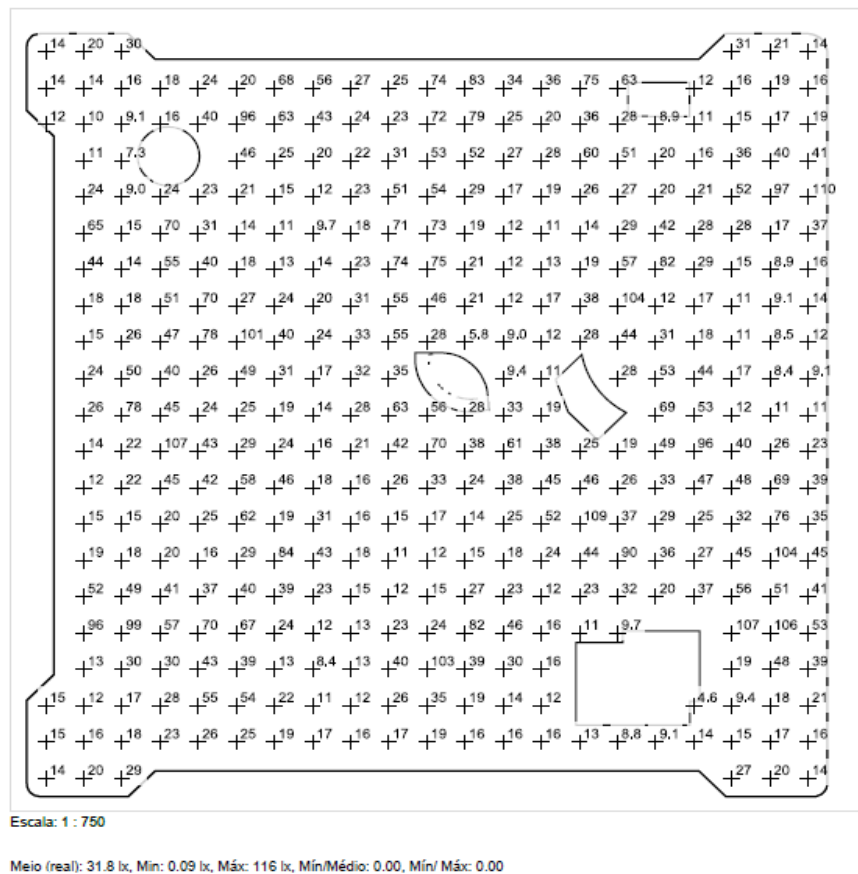 14 20 30 31 21 14
14 14 16 18 24 20 68 56 27 25 74 83 34 36 75 63 12 16 19 16
12 10 9.1 16 40 96 63 43 24 23 72 79 25 20 36 28 8.9 11 15 17 19
11 7.3 46 25 20 22 31 53 52 27 28 60 51 20 16 36 40 41
24 9.0 24 23 21 15 12 23 51 54 29 17 19 26 27 20 21 52 97 110
65 15 70 31 14 11 9.7 18 71 73 19 12 11 14 29 42 28 28 17 37
44 14 55 40 18 13 14 23 74 75 21 12 13 19 57 82 29 15 8.9 16
18 18 51 70 27 24 20 31 55 46 21 12 17 38 104 12 17 11 9.1 14
15 26 47 78 101 40 24 33 55 28 5.8 9.0 12 28 44 31 18 11 8.5 12
24 50 40 26 49 31 17 32 35 9.4 11 28 53 44 17 8.4 9.1
26 78 45 24 25 19 14 28 63 56 28 33 19 69 53 12 11 11
14 22 107 43 29 24 16 21 42 70 38 61 38 25 19 49 96 40 26 23
12 22 45 42 58 46 18 16 26 33 24 38 45 46 26 33 47 48 69 39
15 15 20 25 62 19 31 16 15 17 14 25 52 109 37 29 25 32 76 35
19 18 20 16 29 84 43 18 11 12 15 18 24 44 90 36 27 45 104 45
52 49 41 37 40 39 23 15 12 15 27 23 12 23 32 20 37 56 51 41
96 99 57 70 67 24 12 13 23 24 82 46 16 11 9.7 107 106 53
13 30 30 43 39 13 8.4 13 40 103 39 30 16 19 48 39
15 12 17 28 55 54 22 11 12 26 35 19 14 12 4.6 9.4 18 21
15 16 18 23 26 25 19 17 16 17 19 16 16 16 13 8.8 9.1 14 15 17 16
14 20 29 27 20 14
Escala: 1 : 750
Meio (real): 31.8 lx, Min: 0.09 lx, Máx: 116 lx, Mín/Médio: 0.00, Mín/ Máx: 0.00